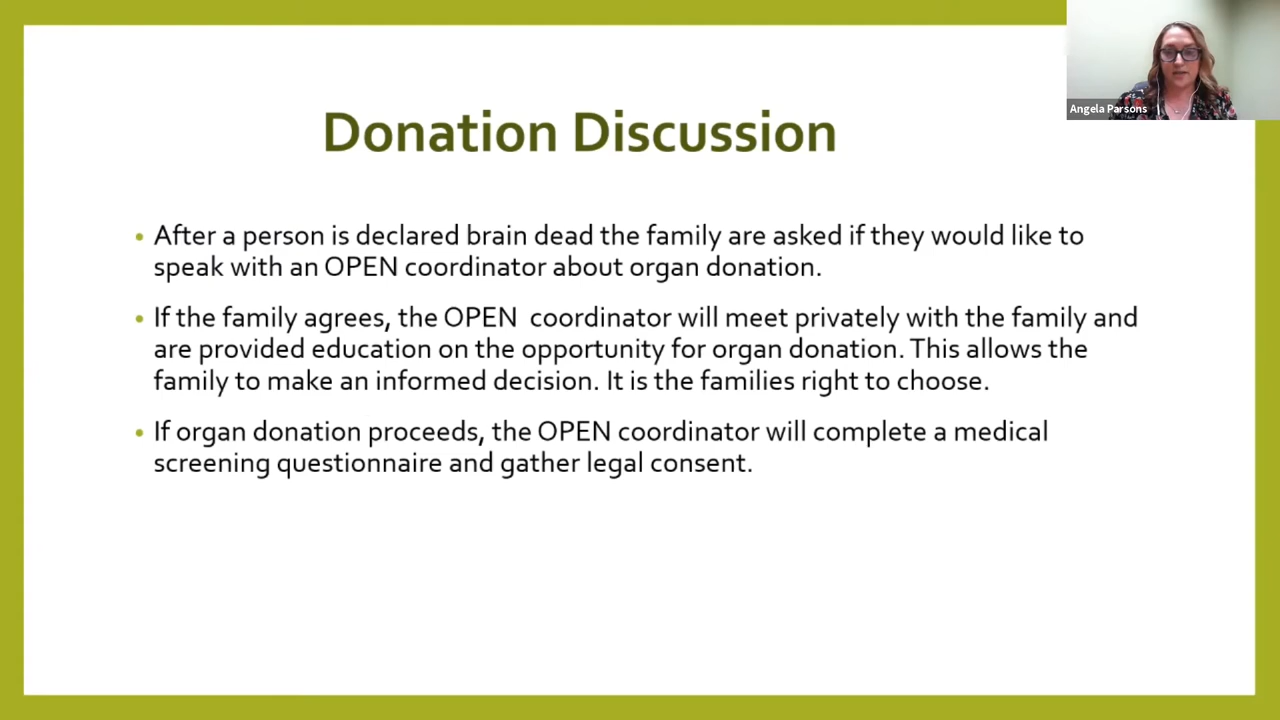 Angela Parsons
Donation Discussion
• After a person is declared brain dead the family are asked if they would like to
speak with an OPEN coordinator about organ donation.
• If the family agrees, the OPEN  coordinator will meet privately with the family and
are provided education on the opportunity for organ donation. This allows the
family to make an informed decision. It is the families right to choose.
• If organ donation proceeds, the OPEN coordinator will complete a medical
screening questionnaire and gather legal consent.